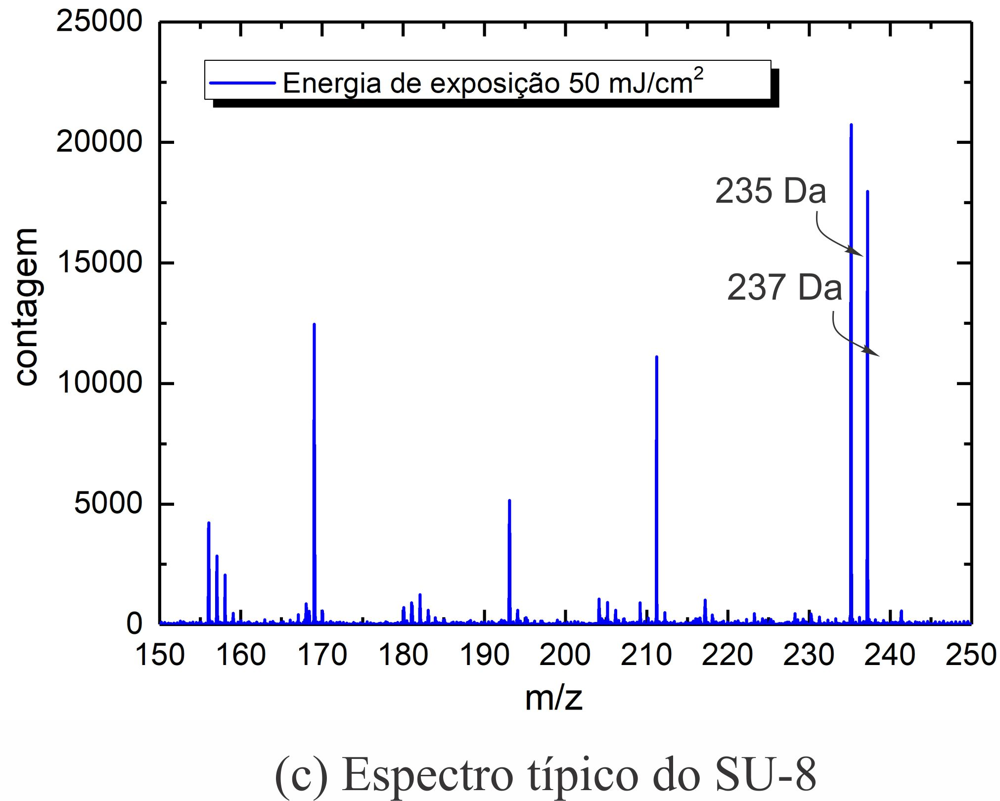 25000
Energia de exposição 50 mJ/cm²
20000
235 Da
15000
237 Da
contagem
10000
5000
0
150 160 170 180 190 200 210 220 230 240 250
m/z
(c) Espectro típico do SU-8